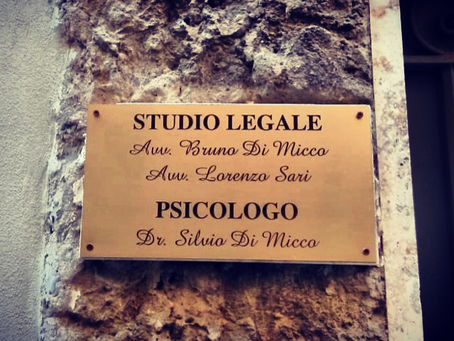 STUDIO LEGALE
Avv. Bruno Di Micco
Avv. Lorenzo Sari
PSICOLOGO
Dr. Silvio Di Micco